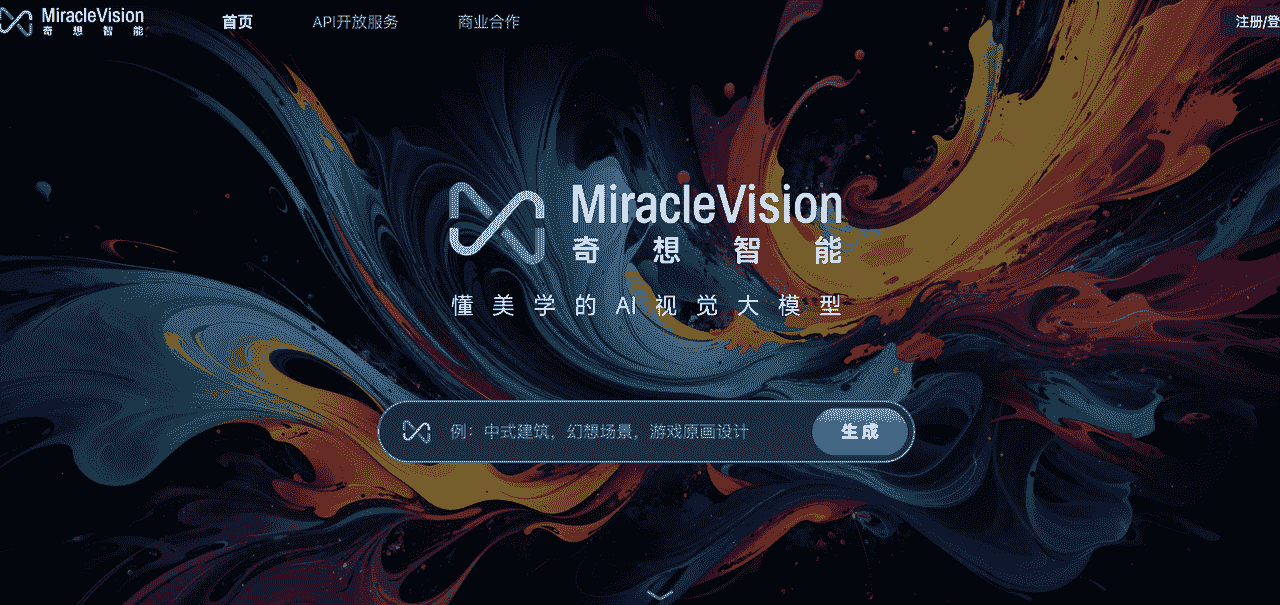 MiracleVision
奇想智能
首页
API开放服务
商业合作
注册/登
MiracleVision
奇想智能
懂美学的AI视觉大模型
例：中式建筑，幻想场景，游戏原画设计
生成